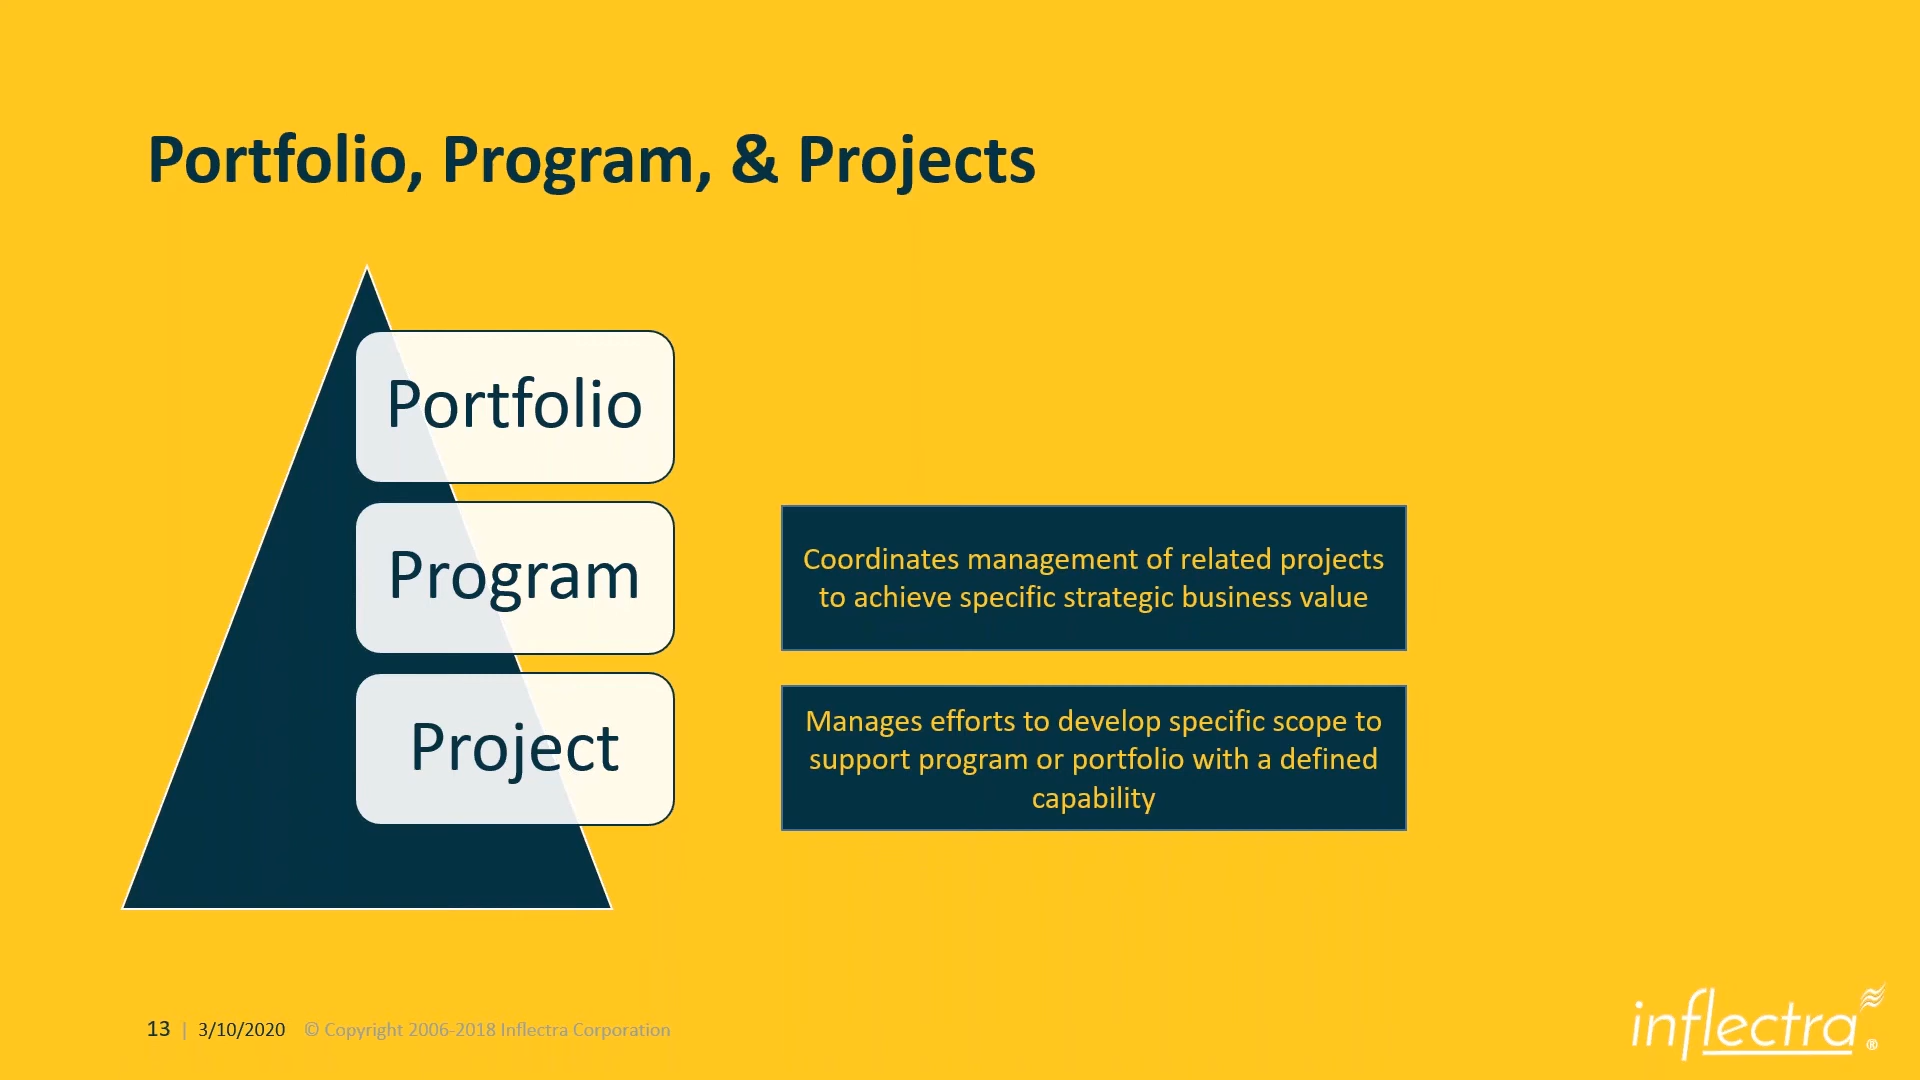 Portfolio, Program, & Projects
Portfolio
Program
Coordinates management of related projects
to achieve specific strategic business value
Project
Manages efforts to develop specific scope to
support program or portfolio with a defined
capability
13 | 3/10/2020 © Copyright 2006-2018 Inflectra Corporation
inflectra®